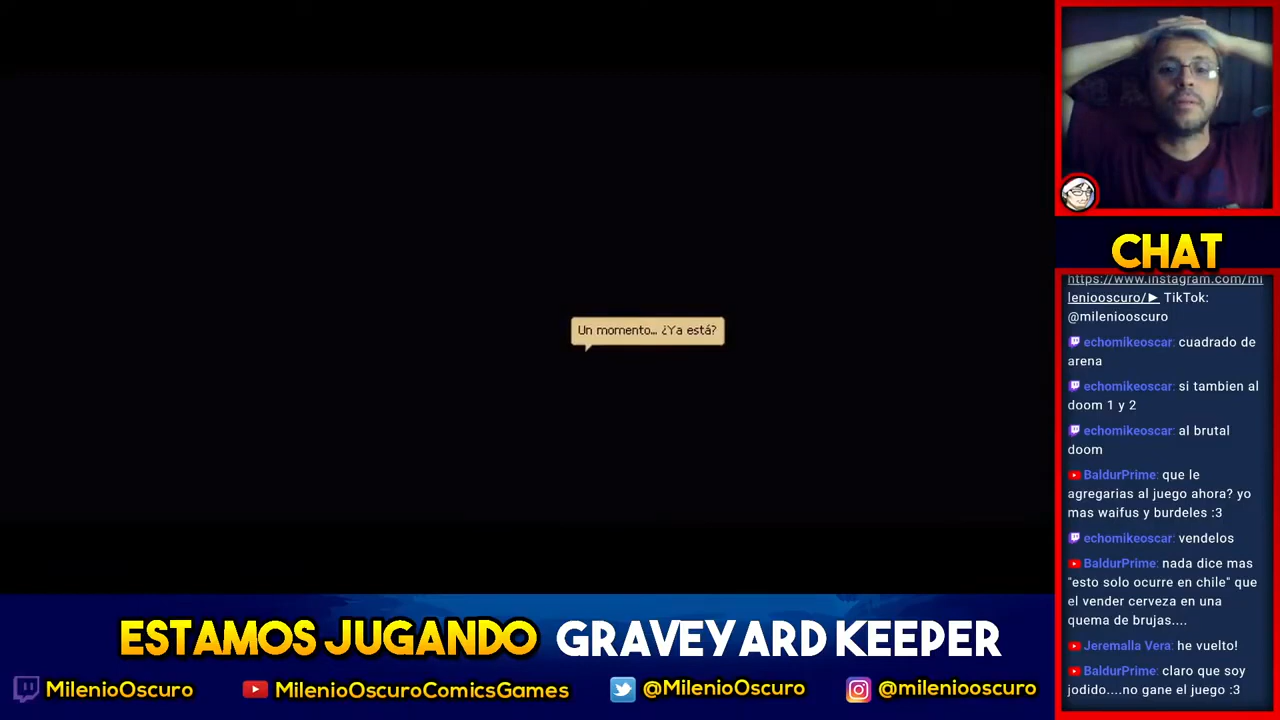 Un momento... ¿Ya está?
CHAT
https://www.instagram.com/mi
leniooscuro/► TikTok:
@mileniooscuro
echomikeoscar: cuadrado de
arena
echomikeoscar: si tambien al
doom 1 y 2
echomikeoscar: al brutal
doom
BaldurPrime: que le
agregarias al juego ahora? yo
mas waifus y burdeles :3
echomikeoscar: vendelos
BaldurPrime: nada dice mas
"esto solo ocurre en chile" que
el vender cerveza en una
quema de brujas....
Jeremalla Vera: he vuelto!
BaldurPrime: claro que soy
jodido....no gane el juego :3
ESTAMOS JUGANDO GRAVEYARD KEEPER
MilenioOscuro MilenioOscuroComicsGames @MilenioOscuro @mileniooscuro